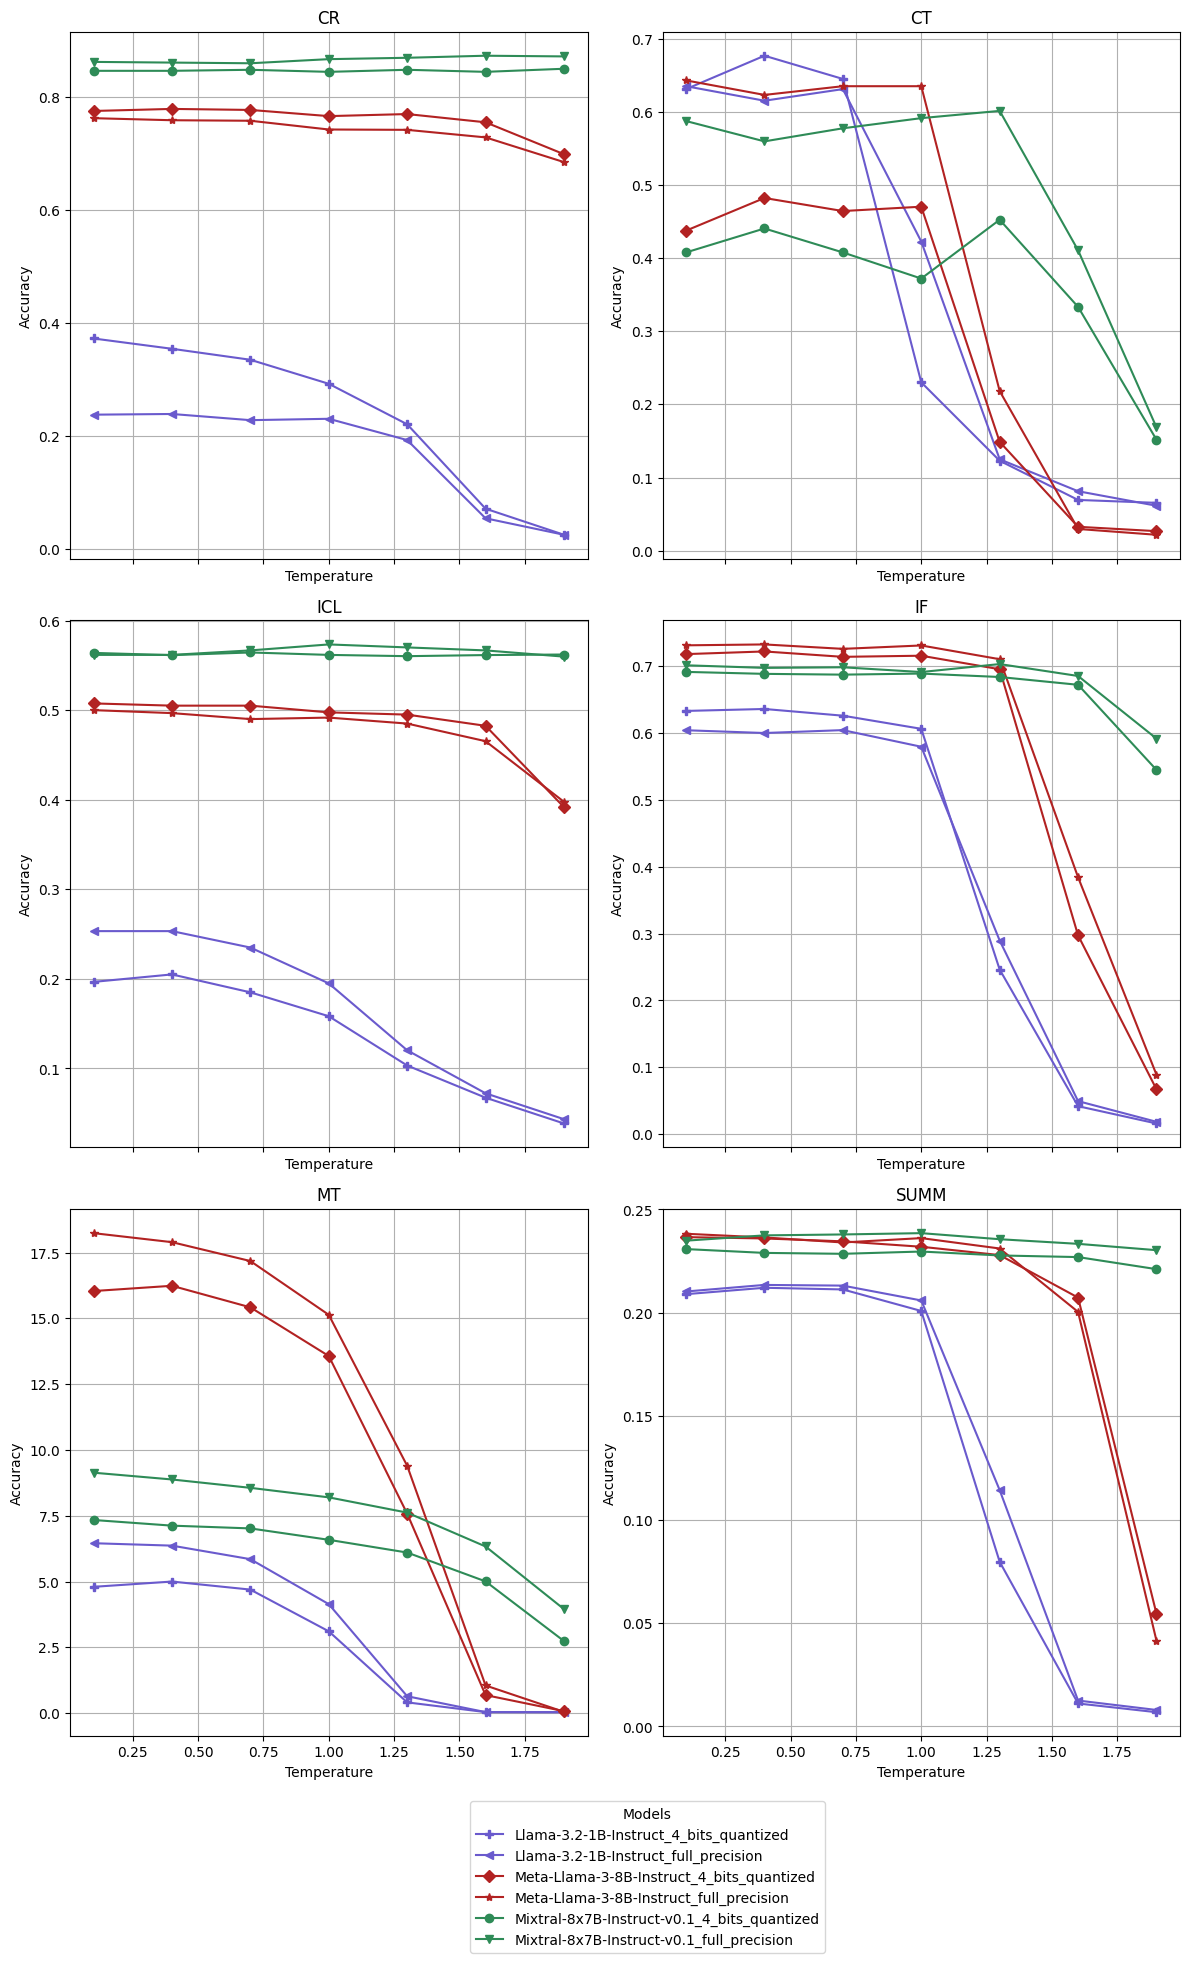 CR
0.8
0.6
0.4
0.2
0.0
Accuracy
Temperature
CT
0.7
0.6
0.5
0.4
0.3
0.2
0.1
0.0
Accuracy
Temperature
ICL
0.6
0.5
0.4
0.3
0.2
0.1
Accuracy
Temperature
IF
0.7
0.6
0.5
0.4
0.3
0.2
0.1
0.0
Accuracy
Temperature
MT
17.5
15.0
12.5
10.0
7.5
5.0
2.5
0.0
Accuracy
0.25 0.50 0.75 1.00 1.25 1.50 1.75
Temperature
SUMM
0.25
0.20
0.15
0.10
0.05
0.00
Accuracy
0.25 0.50 0.75 1.00 1.25 1.50 1.75
Temperature
Models
Llama-3.2-1B-Instruct_4_bits_quantized
Llama-3.2-1B-Instruct_full_precision
Meta-Llama-3-8B-Instruct_4_bits_quantized
Meta-Llama-3-8B-Instruct_full_precision
Mixtral-8x7B-Instruct-v0.1_4_bits_quantized
Mixtral-8x7B-Instruct-v0.1_full_precision